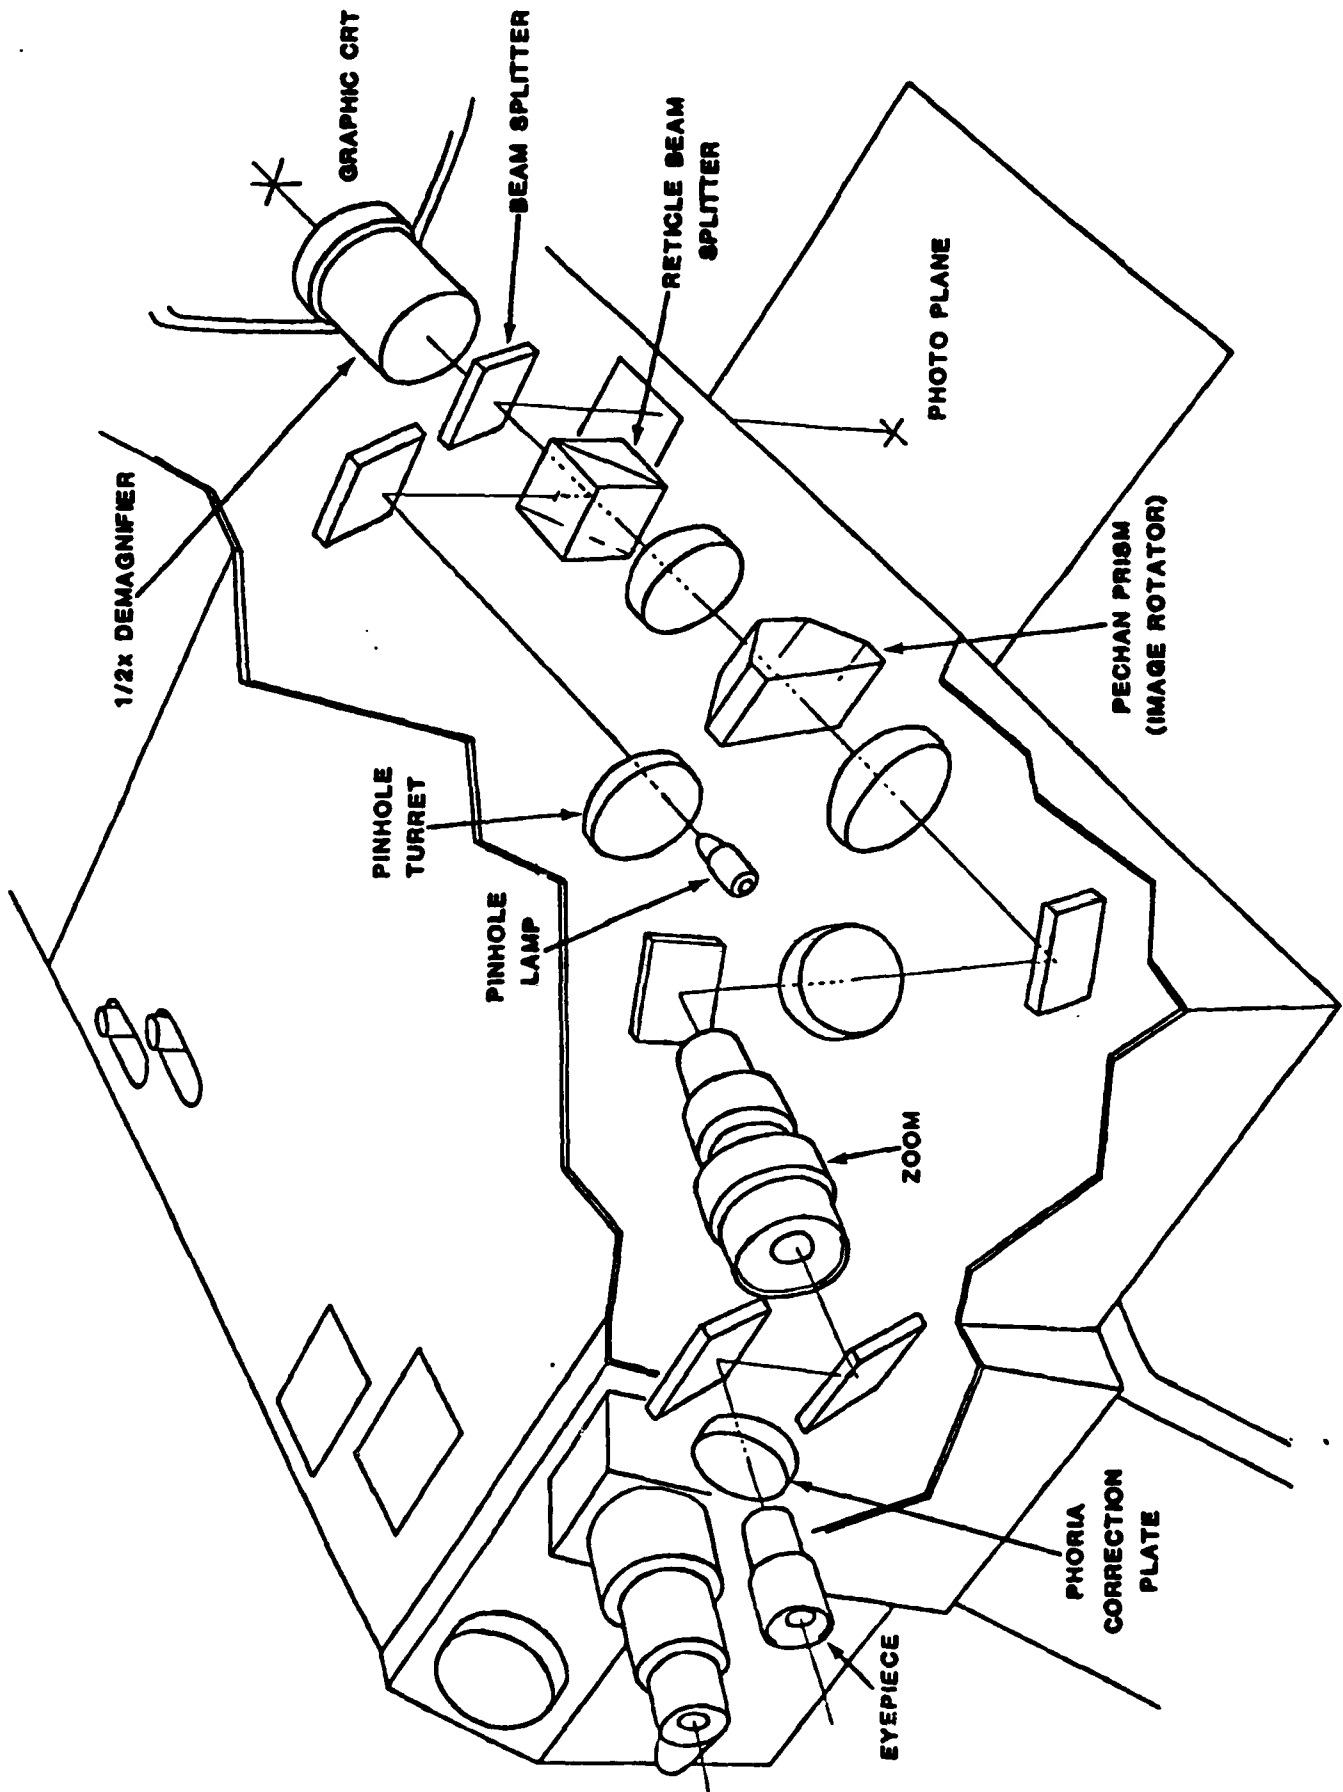 GRAPHIC CRT
BEAM SPLITTER
RETICLE BEAM
SPLITTER
1/2x DEMAGNIFIER
PHOTO PLANE
PECHAN PRISM
(IMAGE ROTATOR)
PINHOLE
TURRET
PINHOLE
LAMP
ZOOM
PHORIA
CORRECTION
PLATE
EYEPIECE